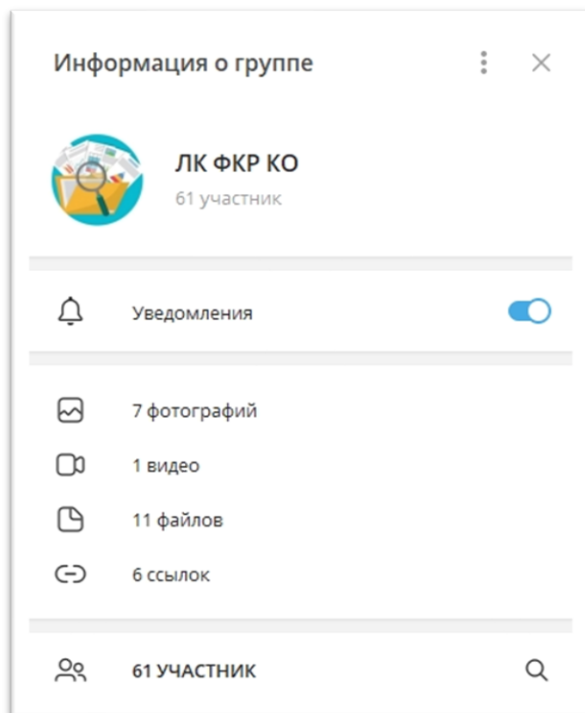 Информация о группе
ЛК ФКР КО
61 участник
Уведомления
7 фотографий
1 видео
11 файлов
6 ссылок
61 УЧАСТНИК